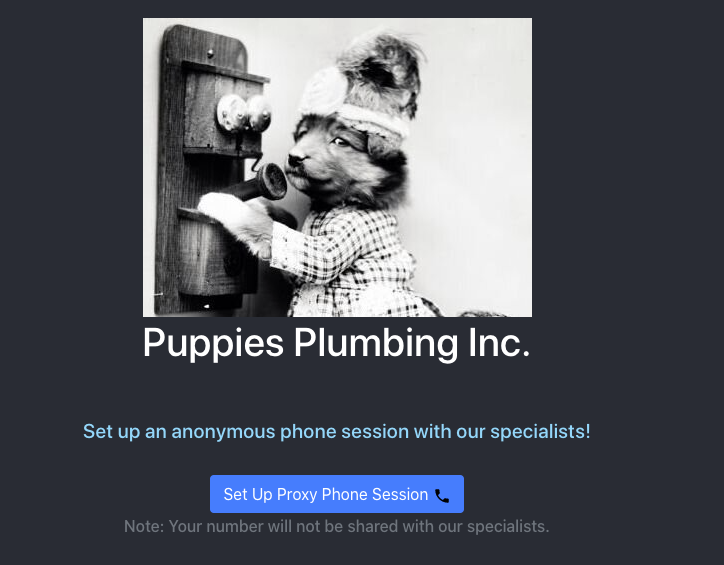 Puppies Plumbing Inc.
Set up an anonymous phone session with our specialists!
Set Up Proxy Phone Session
Note: Your number will not be shared with our specialists.